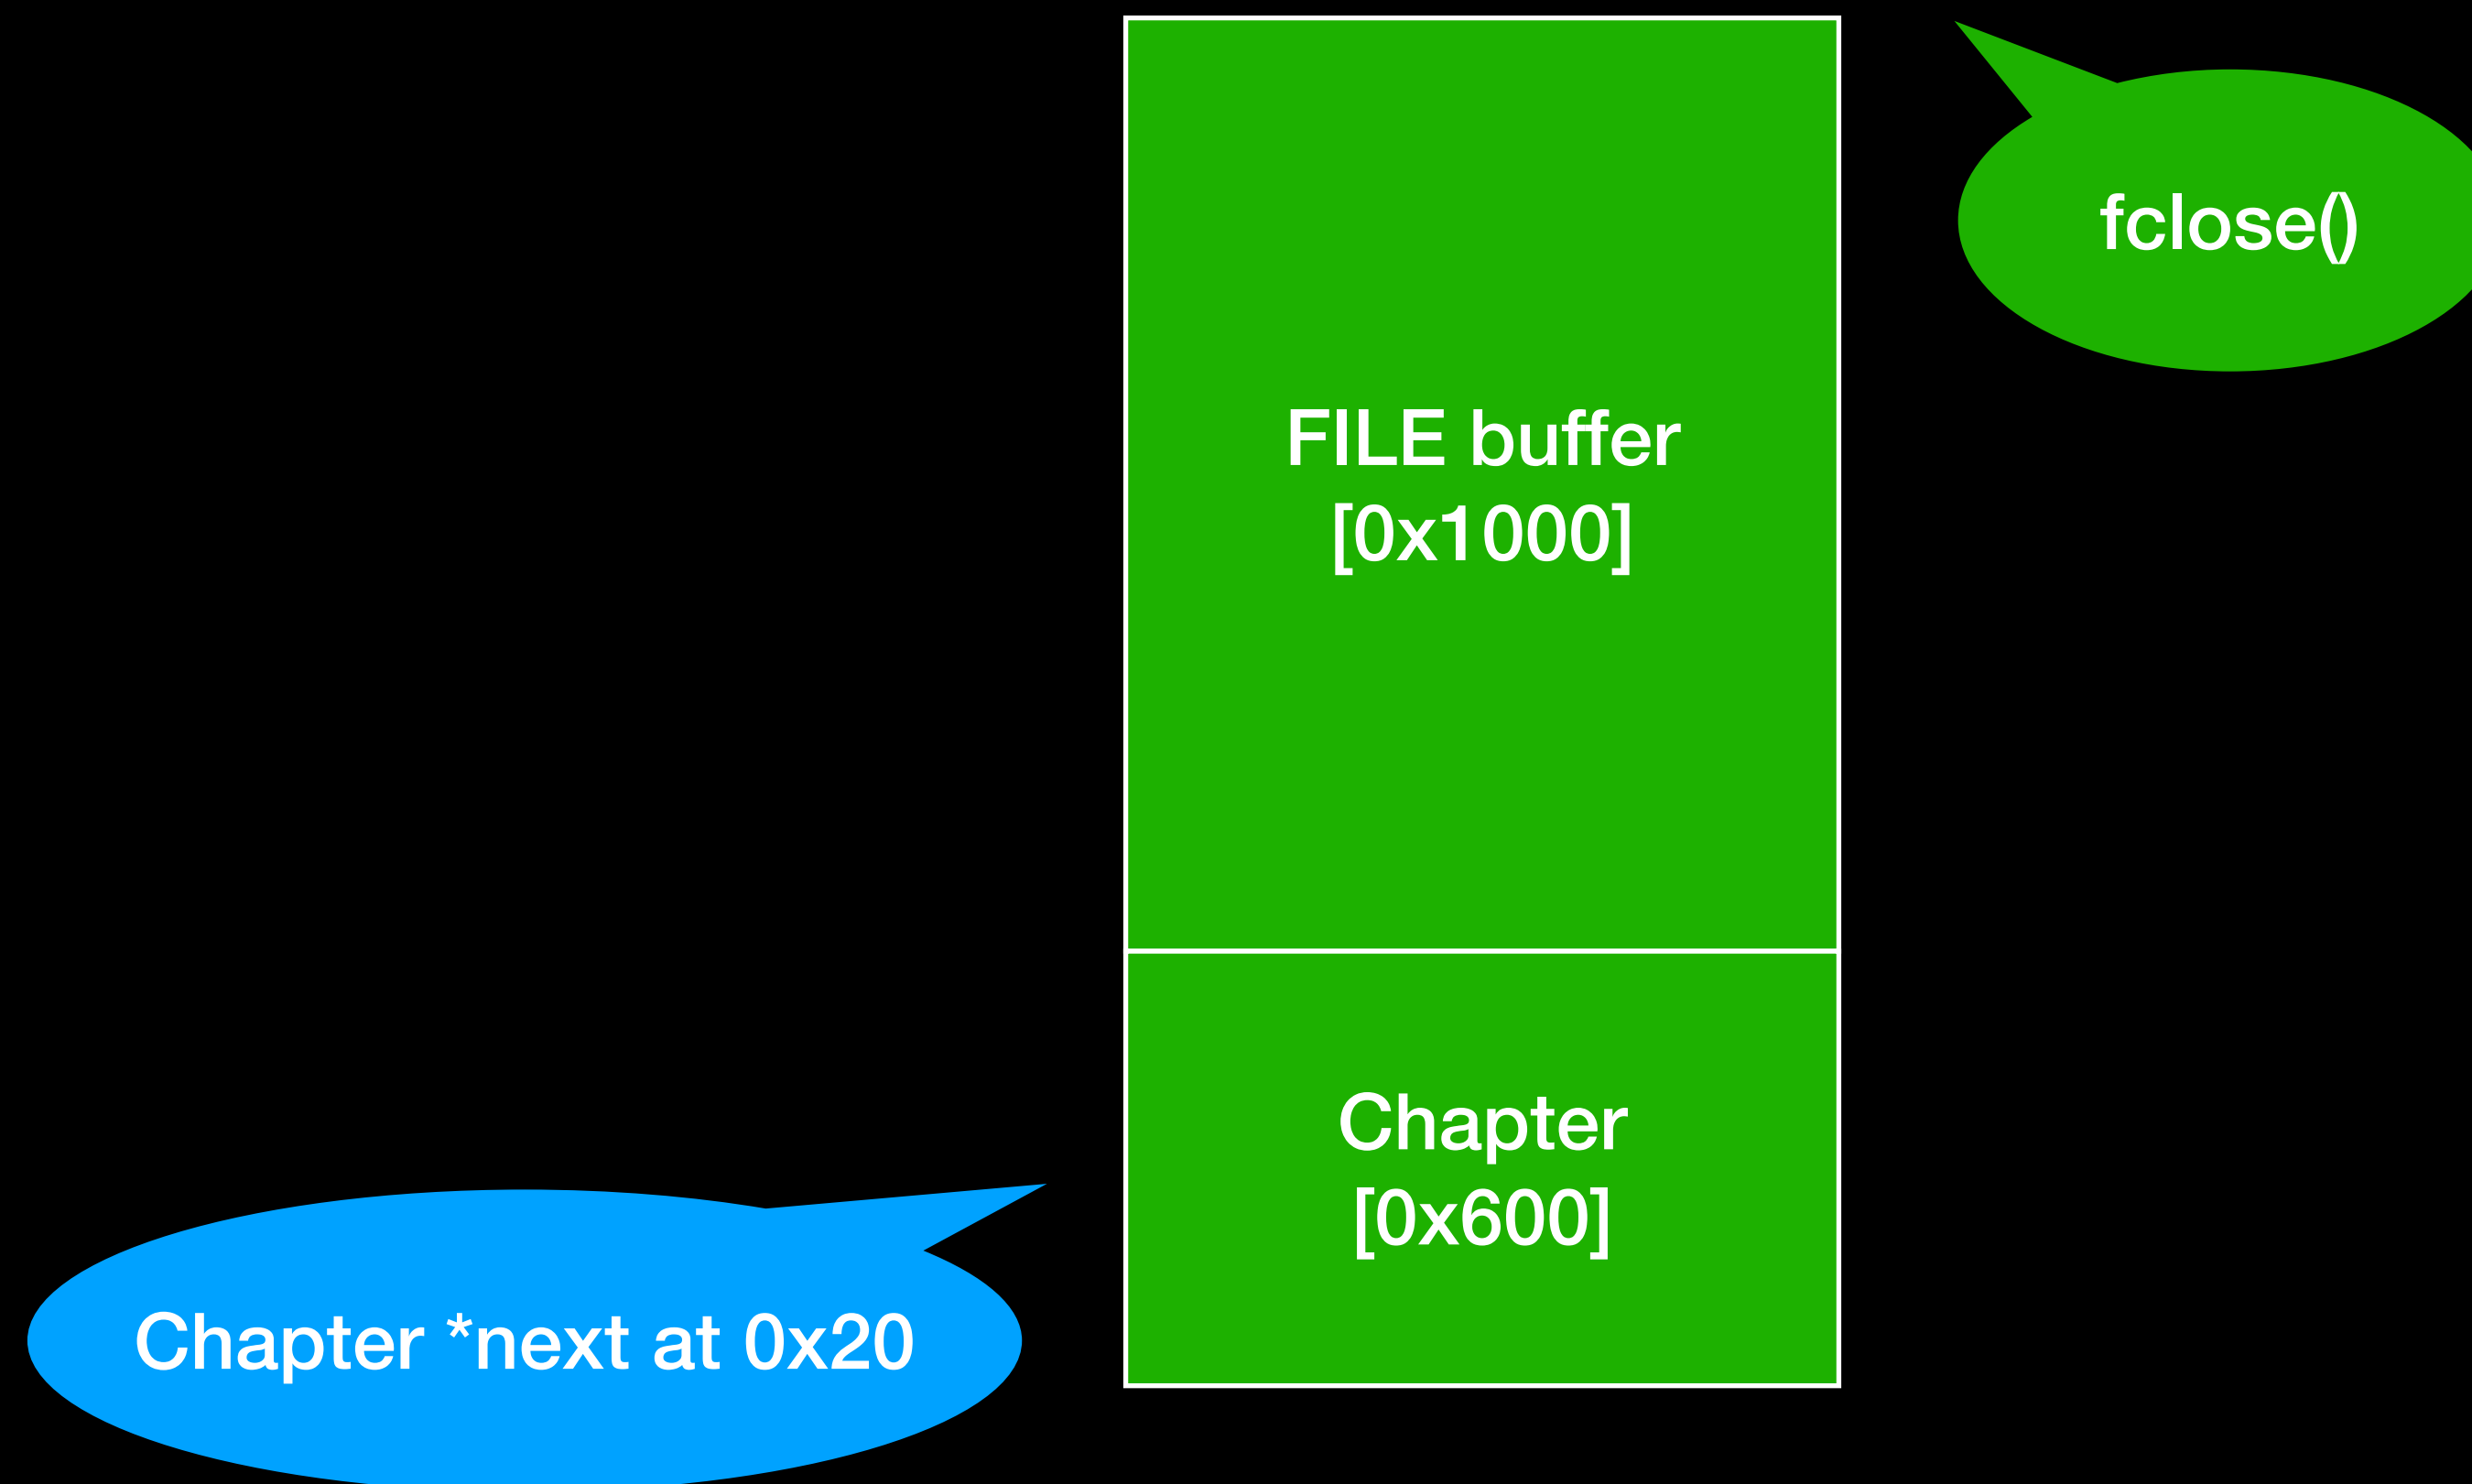 fclose()
FILE buffer
[0x1000]
Chapter
[0x600]
Chapter *next at 0x20